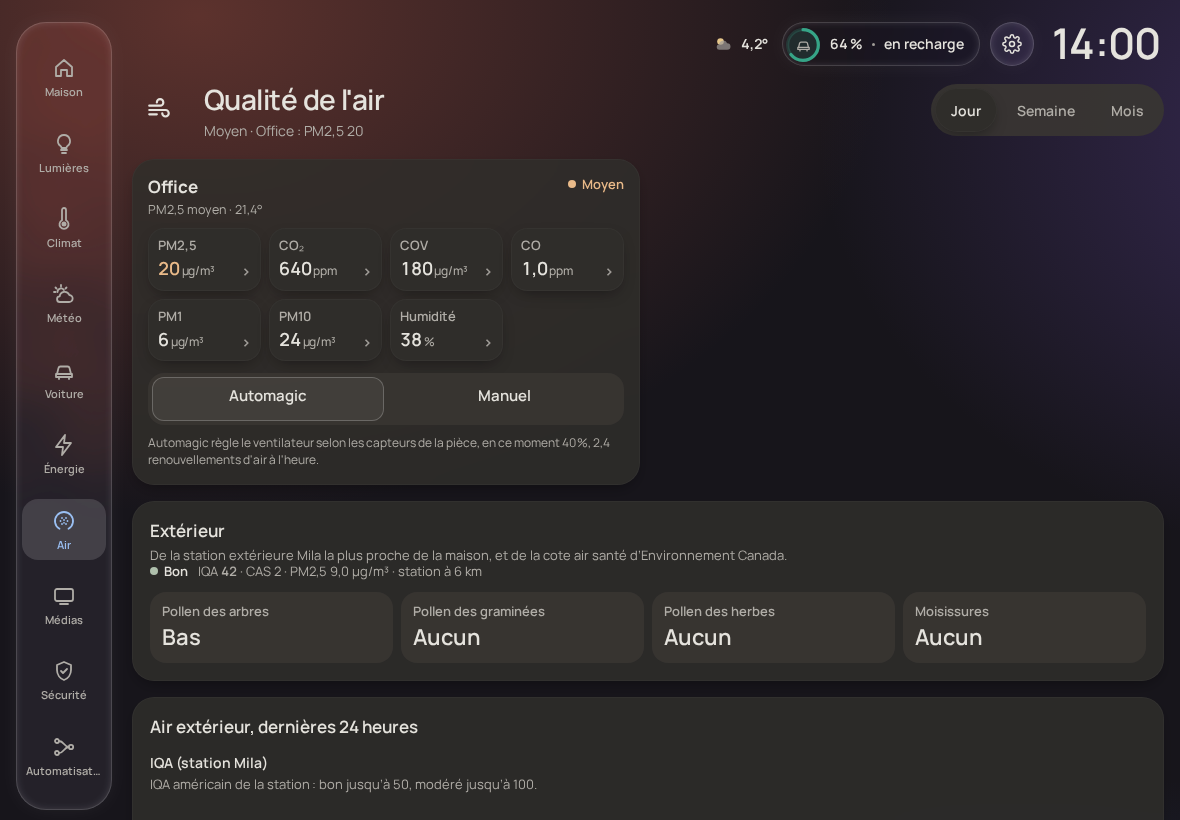 4,2°
64 % · en recharge
14:00
Maison
Lumières
Climat
Météo
Voiture
Énergie
Air
Médias
Sécurité
Automatisat…
Qualité de l'air
Moyen · Office : PM2,5 20
Jour
Semaine
Mois
Office
Moyen
PM2,5 moyen · 21,4°
PM2,5
20 µg/m³
CO₂
640 ppm
COV
180 µg/m³
CO
1,0 ppm
PM1
6 µg/m³
PM10
24 µg/m³
Humidité
38 %
Automagic
Manuel
Automagic règle le ventilateur selon les capteurs de la pièce, en ce moment 40 %, 2,4
renouvellements d'air à l'heure.
Extérieur
De la station extérieure Mila la plus proche de la maison, et de la cote air santé d'Environnement Canada.
Bon IQA 42 · CAS 2 · PM2,5 9,0 µg/m³ · station à 6 km
Pollen des arbres
Bas
Pollen des graminées
Aucun
Pollen des herbes
Aucun
Moisissures
Aucun
Air extérieur, dernières 24 heures
IQA (station Mila)
IQA américain de la station : bon jusqu'à 50, modéré jusqu'à 100.